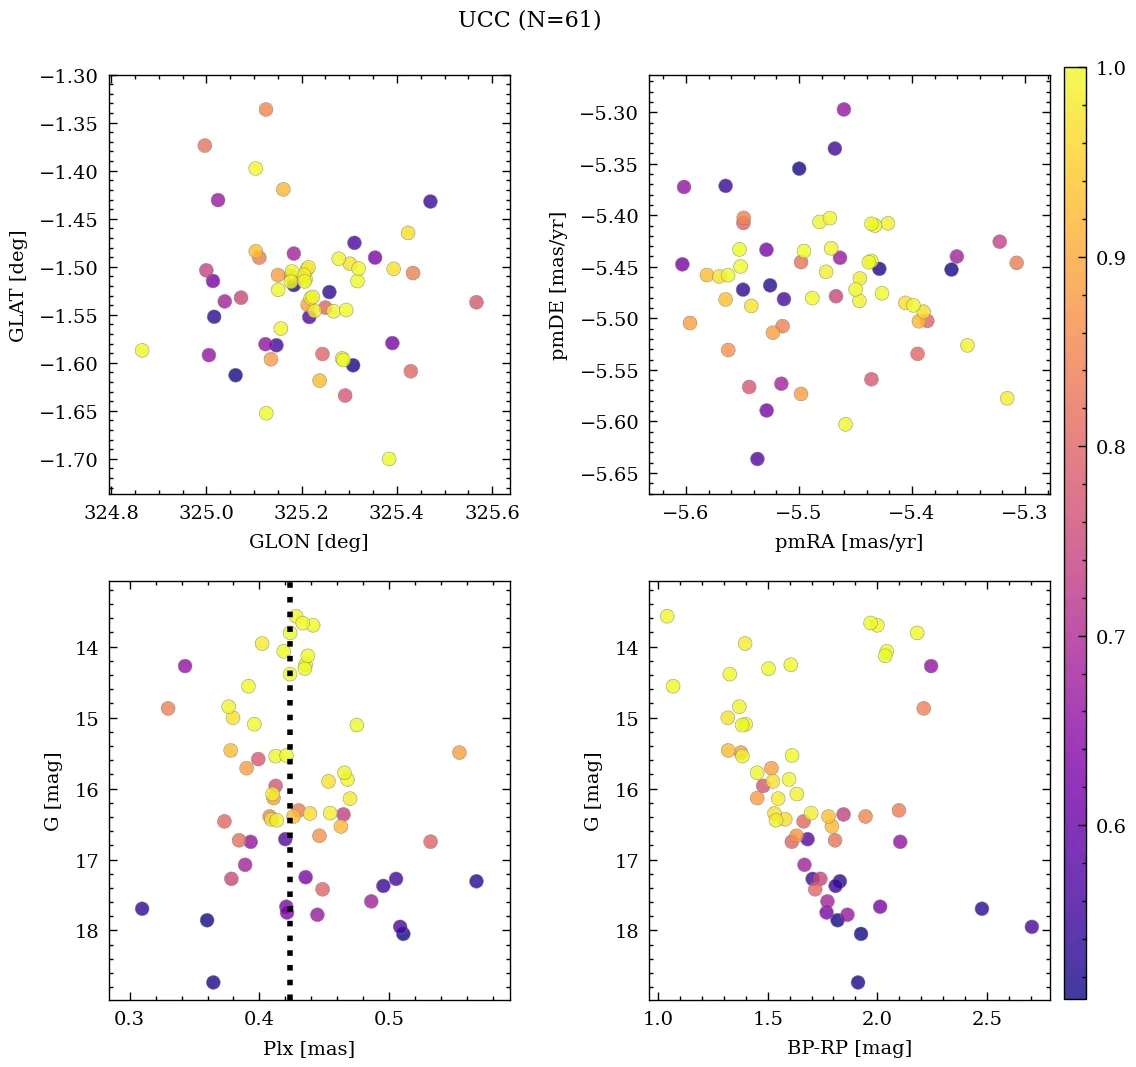 UCC (N=61)
−1.30
−1.35
−1.40
−1.45
−1.50
−1.55
−1.60
−1.65
−1.70
GLAT [deg]
324.8 325.0 325.2 325.4 325.6
GLON [deg]
−5.30
−5.35
−5.40
−5.45
−5.50
−5.55
−5.60
−5.65
pmDE [mas/yr]
−5.6 −5.5 −5.4 −5.3
pmRA [mas/yr]
14
15
16
17
18
G [mag]
0.3 0.4 0.5
Plx [mas]
14
15
16
17
18
G [mag]
1.0 1.5 2.0 2.5
BP-RP [mag]
1.0
0.9
0.8
0.7
0.6